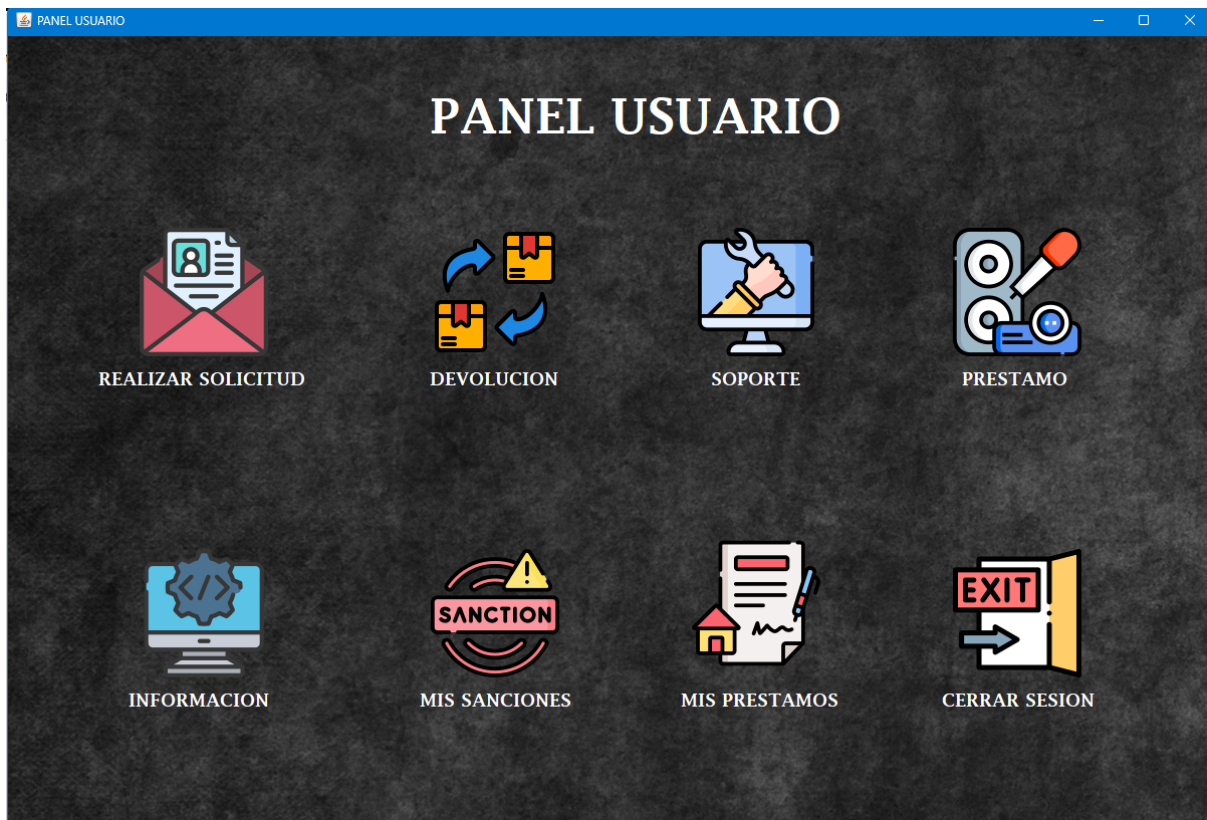 PANEL USUARIO
PANEL USUARIO
REALIZAR SOLICITUD
DEVOLUCION
SOPORTE
PRESTAMO
</>
SANCTION
EXIT
INFORMACION
MIS SANCIONES
MIS PRESTAMOS
CERRAR SESION